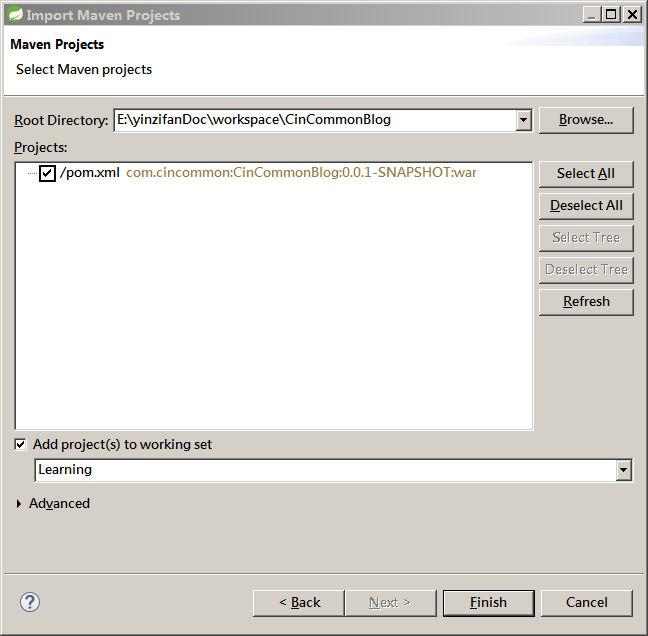 Import Maven Projects
Maven Projects
Select Maven projects
Root Directory: E:\yinzifanDoc\workspace\CinCommonBlog Browse...
Projects:
/pom.xml com.cincommon:CinCommonBlog:0.0.1-SNAPSHOT:war
Select All
Deselect All
Select Tree
Deselect Tree
Refresh
Add project(s) to working set
Learning
Advanced
? < Back Next > Finish Cancel